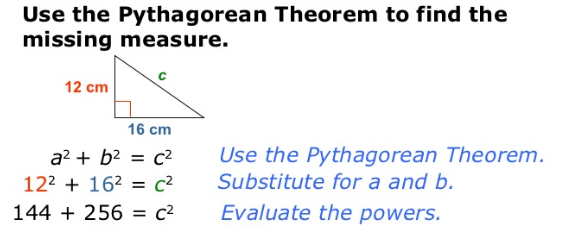 Use the Pythagorean Theorem to find the
missing measure.
12 cm
c
16 cm
a² + b² = c² Use the Pythagorean Theorem.
12² + 16² = c² Substitute for a and b.
144 + 256 = c² Evaluate the powers.